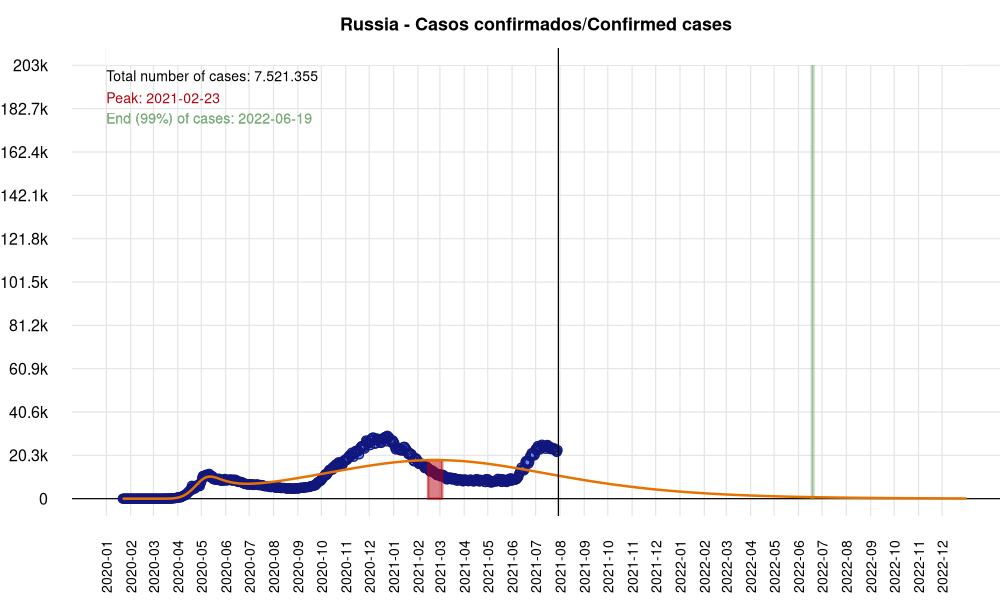 Russia - Casos confirmados/Confirmed cases
Total number of cases: 7.521.355
Peak: 2021-02-23
End (99%) of cases: 2022-06-19
203k
182.7k
162.4k
142.1k
121.8k
101.5k
81.2k
60.9k
40.6k
20.3k
0
2020-01
2020-02
2020-03
2020-04
2020-05
2020-06
2020-07
2020-08
2020-09
2020-10
2020-11
2020-12
2021-01
2021-02
2021-03
2021-04
2021-05
2021-06
2021-07
2021-08
2021-09
2021-10
2021-11
2021-12
2022-01
2022-02
2022-03
2022-04
2022-05
2022-06
2022-07
2022-08
2022-09
2022-10
2022-11
2022-12